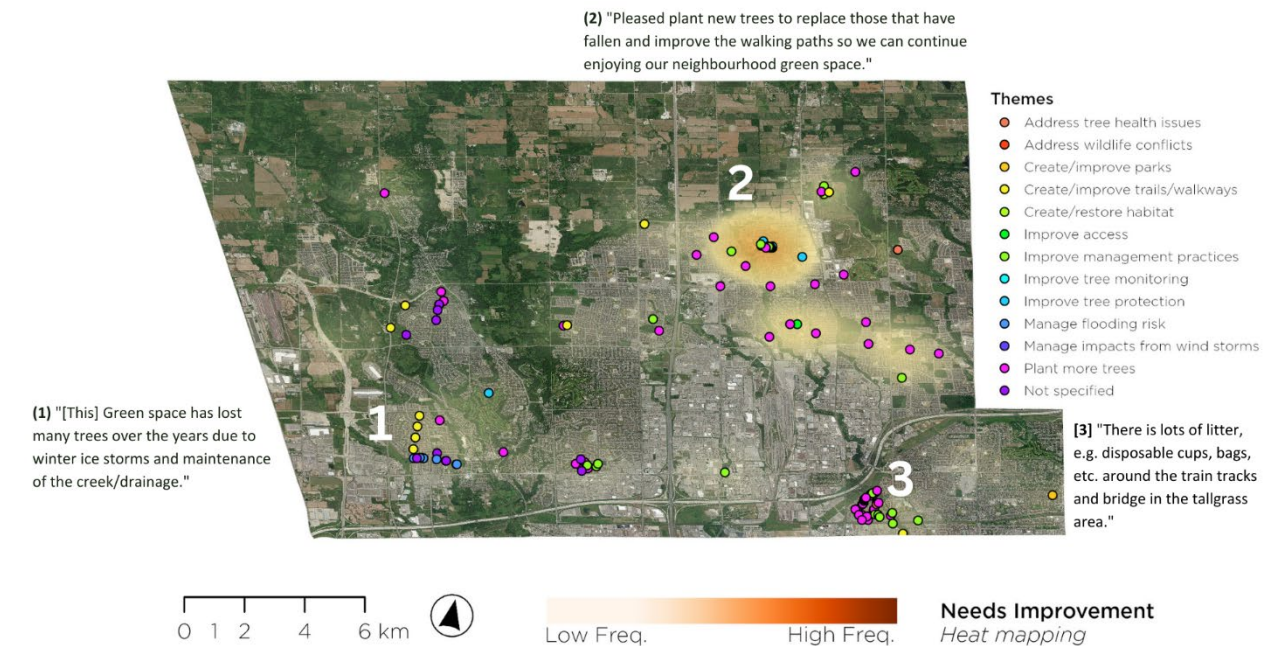 (2) "Pleased plant new trees to replace those that have
fallen and improve the walking paths so we can continue
enjoying our neighbourhood green space."
Themes
Address tree health issues
Address wildlife conflicts
Create/improve parks
Create/improve trails/walkways
Create/restore habitat
Improve access
Improve management practices
Improve tree monitoring
Improve tree protection
Manage flooding risk
Manage impacts from wind storms
Plant more trees
Not specified
2
1
3
(1) "[This] Green space has lost
many trees over the years due to
winter ice storms and maintenance
of the creek/drainage."
[3] "There is lots of litter,
e.g. disposable cups, bags,
etc. around the train tracks
and bridge in the tallgrass
area."
0 1 2 4 6 km
Low Freq. High Freq.
Needs Improvement
Heat mapping